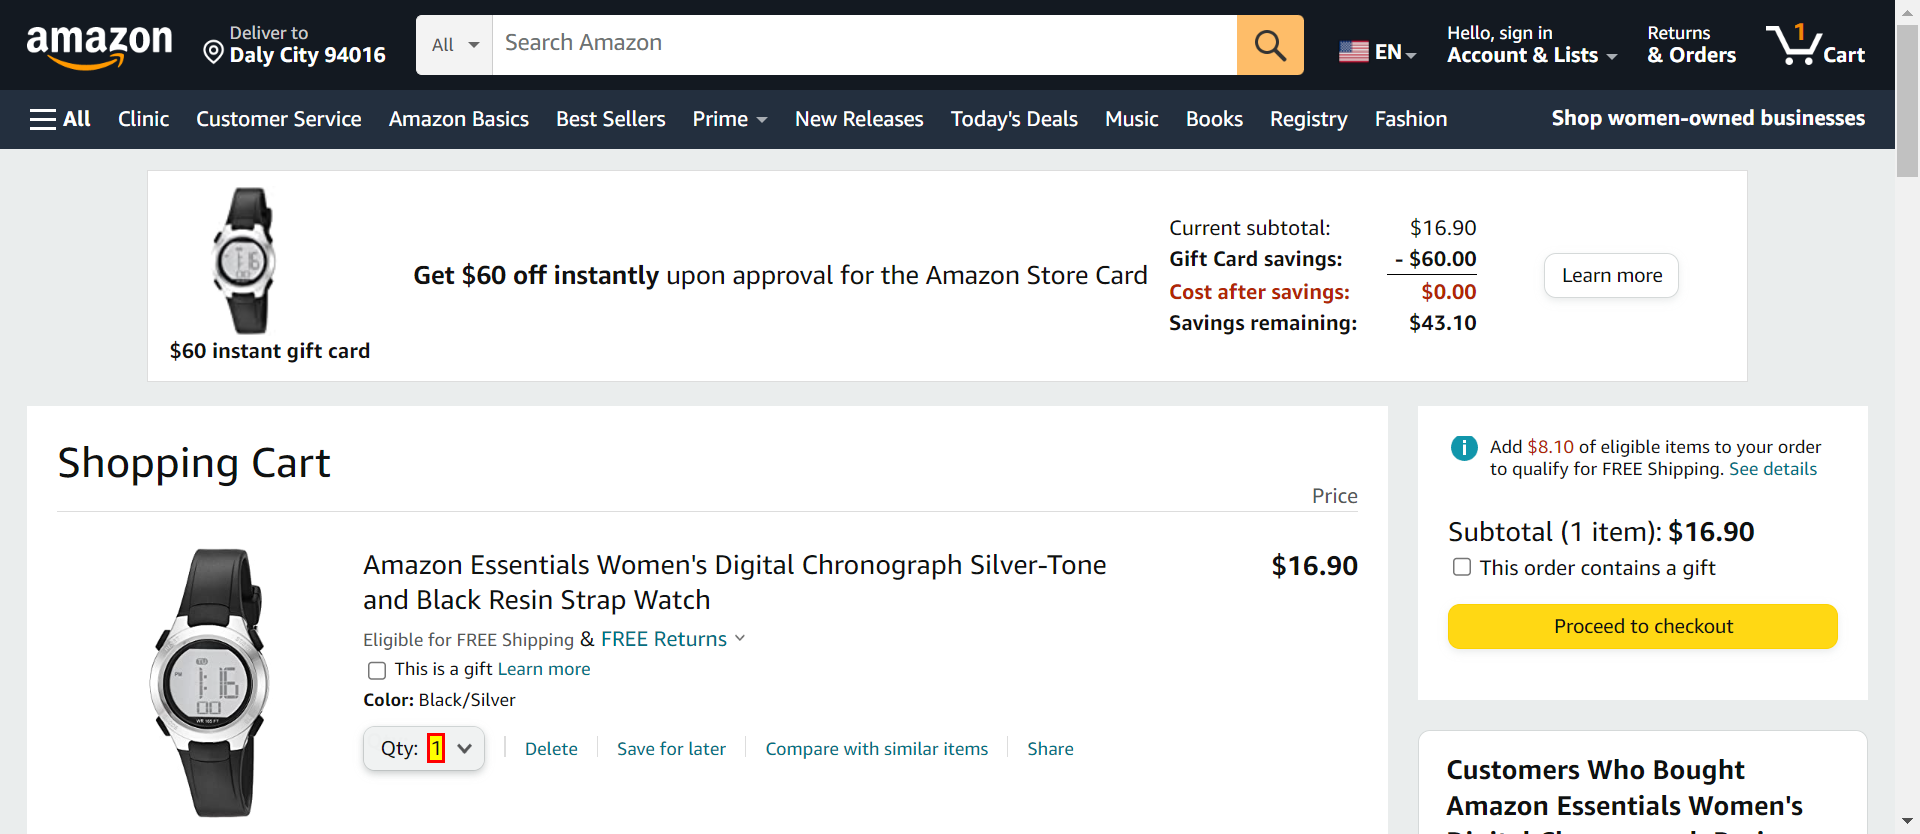 amazon
Deliver to
Daly City 94016
All
Search Amazon
EN
Hello, sign in
Account & Lists
Returns
& Orders
1
Cart
All
Clinic
Customer Service
Amazon Basics
Best Sellers
Prime
New Releases
Today's Deals
Music
Books
Registry
Fashion
Shop women-owned businesses
$60 instant gift card
Get $60 off instantly upon approval for the Amazon Store Card
Current subtotal: $16.90
Gift Card savings: - $60.00
Cost after savings: $0.00
Savings remaining: $43.10
Learn more
Shopping Cart
Price
Amazon Essentials Women's Digital Chronograph Silver-Tone
and Black Resin Strap Watch
$16.90
Eligible for FREE Shipping & FREE Returns
This is a gift Learn more
Color: Black/Silver
Qty: 1
Delete
Save for later
Compare with similar items
Share
1:16
00
WR 165 FT
Add $8.10 of eligible items to your order
to qualify for FREE Shipping. See details
Subtotal (1 item): $16.90
This order contains a gift
Proceed to checkout
Customers Who Bought
Amazon Essentials Women's